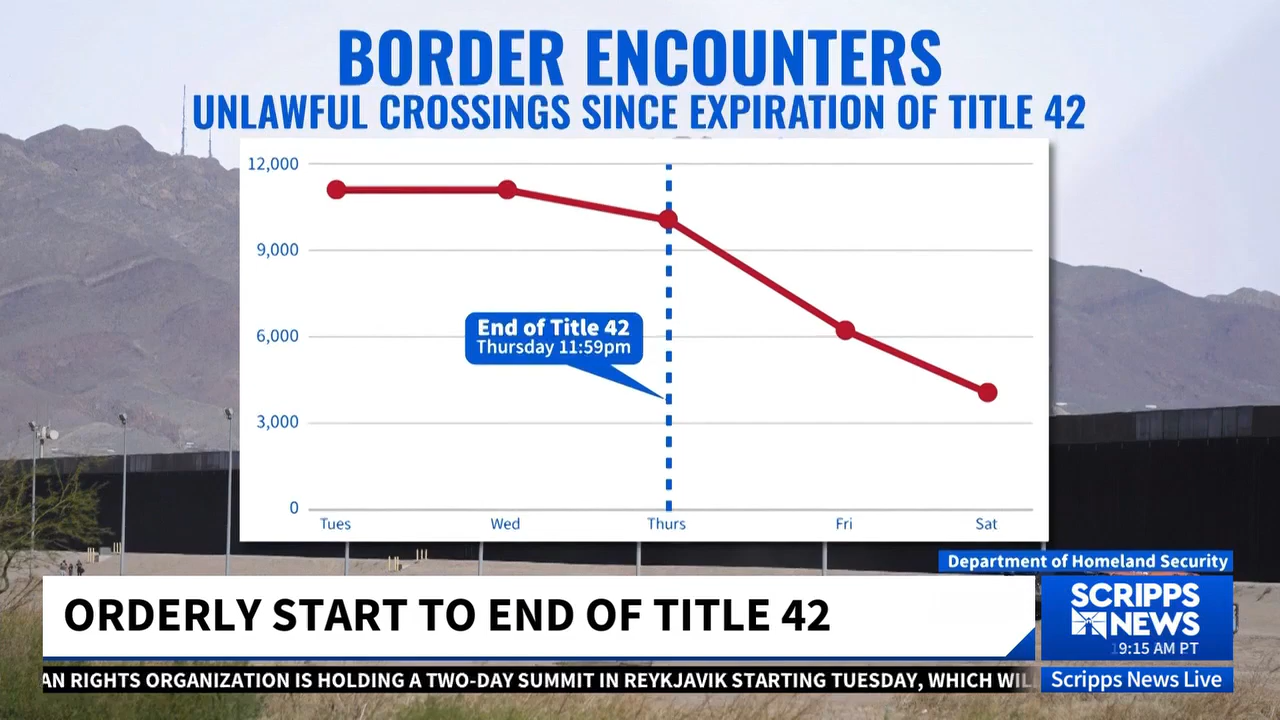 BORDER ENCOUNTERS
UNLAWFUL CROSSINGS SINCE EXPIRATION OF TITLE 42
12,000
9,000
6,000
3,000
0
End of Title 42
Thursday 11:59pm
Tues Wed Thurs Fri Sat
Department of Homeland Security
ORDERLY START TO END OF TITLE 42
SCRIPPS
NEWS
9:15 AM PT
AN RIGHTS ORGANIZATION IS HOLDING A TWO-DAY SUMMIT IN REYKJAVIK STARTING TUESDAY, WHICH WIL
Scripps News Live